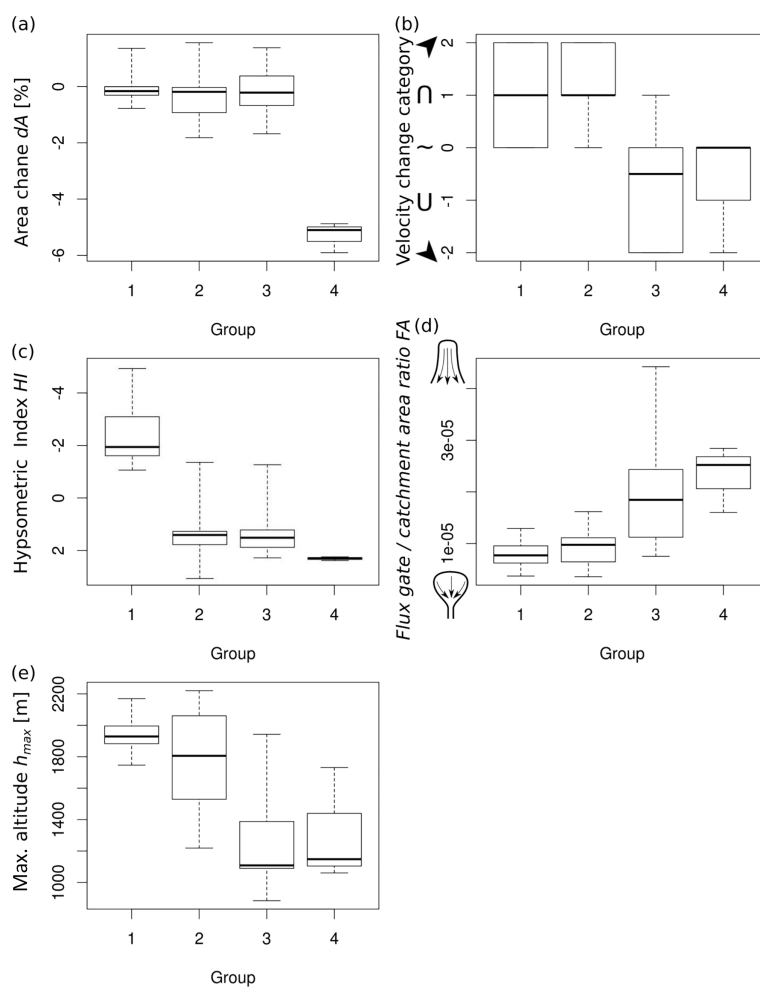 (a)
Area chane dA [%]
0
2
-4
-6
1 2 3 4
Group
(b)
Velocity change category
2
∩ 1
~ 0
∪ -1
-2
1 2 3 4
Group
(c)
Hypsometric Index HI
-4
-2
0
2
1 2 3 4
Group
(d)
Flux gate / catchment area ratio FA
3e-05
1e-05
1 2 3 4
Group
(e)
Max. altitude hmax [m]
2200
1800
1400
1000
1 2 3 4
Group